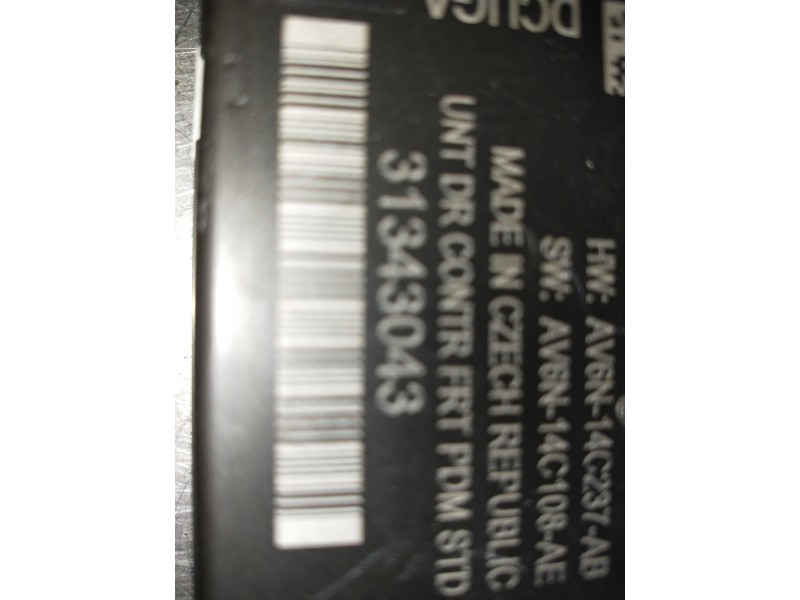 HW: AV6N-14C237-AB
SW: AV6N-14C108-AE
MADE IN CZECH REPUBLIC
UNT DR CONTR FRT PDM STD
31343043